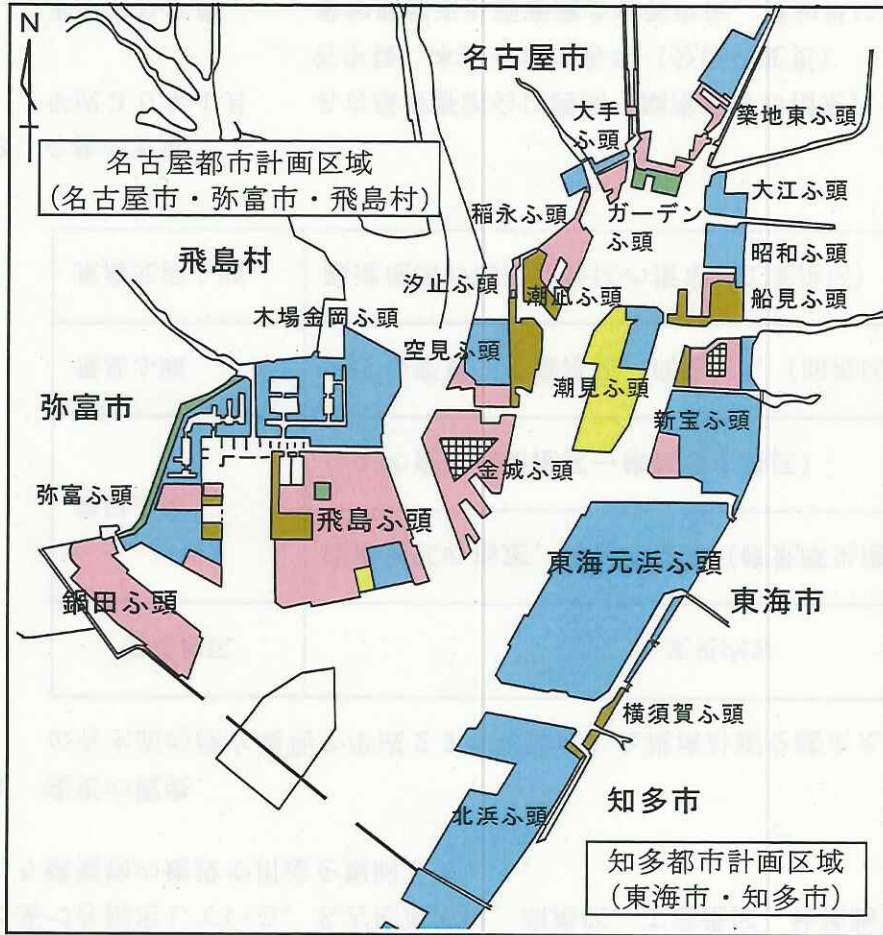 N
名古屋市
大手
ふ頭
築地東ふ頭
名古屋都市計画区域
(名古屋市・弥富市・飛島村)
大江ふ頭
稲永ふ頭
ガーデン
ふ頭
飛島村
昭和ふ頭
汐止ふ頭
潮凪ふ頭
船見ふ頭
木場金岡ふ頭
空見ふ頭
弥富市
潮見ふ頭
新宝ふ頭
金城ふ頭
弥富ふ頭
飛島ふ頭
東海元浜ふ頭
鍋田ふ頭
東海市
横須賀ふ頭
知多市
北浜ふ頭
知多都市計画区域
(東海市・知多市)